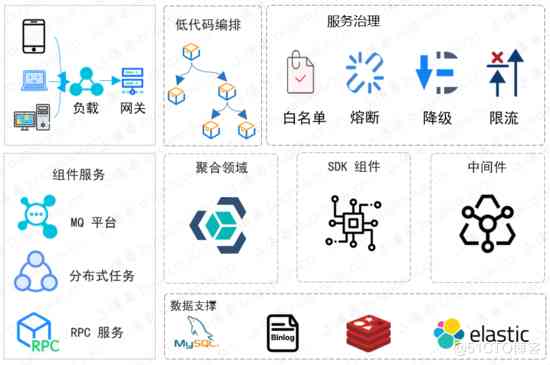 负载
网关
低代码编排
服务治理
白名单
熔断
降级
限流
组件服务
MQ 平台
分布式任务
RPC
RPC 服务
聚合领域
SDK 组件
中间件
数据支撑
MySQL
Binlog
elastic
@51CTO博客